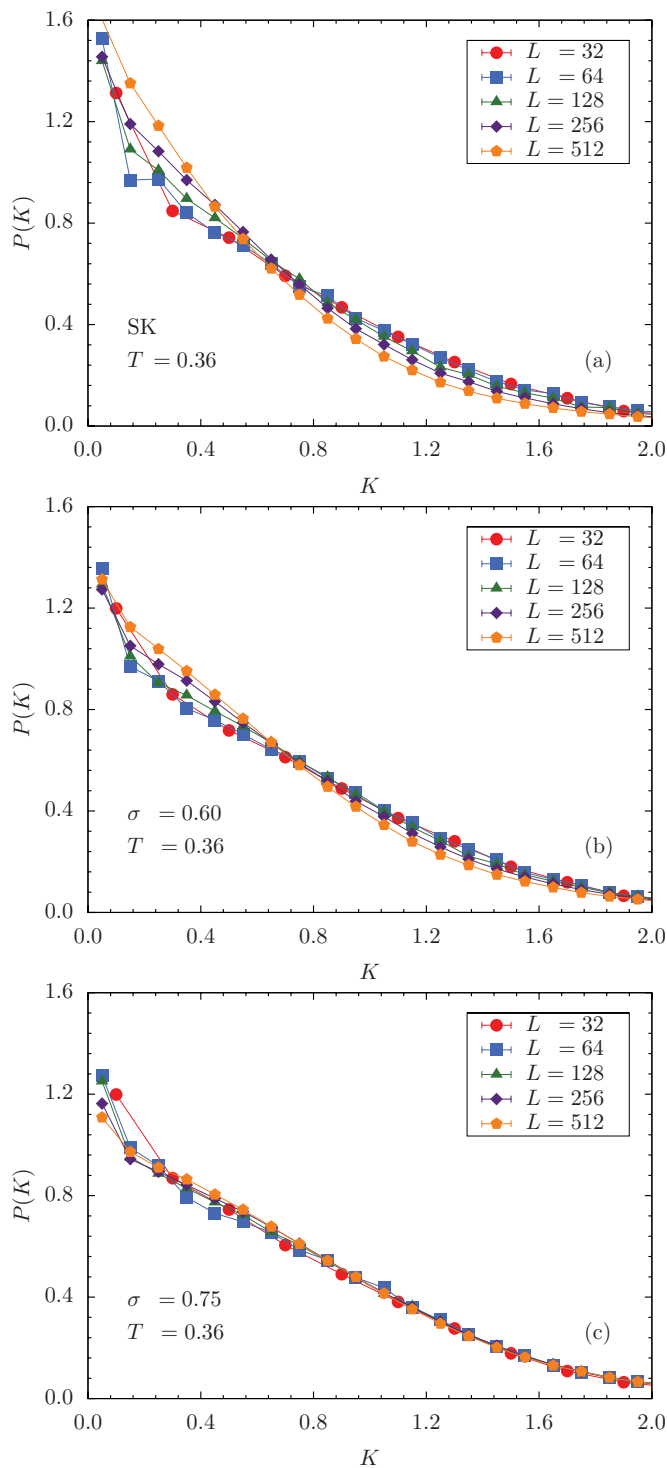 1.6
1.2
0.8
0.4
0.0
P(K)
L = 32
L = 64
L = 128
L = 256
L = 512
SK
T = 0.36
(a)
0.0 0.4 0.8 1.2 1.6 2.0
K
1.6
1.2
0.8
0.4
0.0
P(K)
L = 32
L = 64
L = 128
L = 256
L = 512
σ = 0.60
T = 0.36
(b)
0.0 0.4 0.8 1.2 1.6 2.0
K
1.6
1.2
0.8
0.4
0.0
P(K)
L = 32
L = 64
L = 128
L = 256
L = 512
σ = 0.75
T = 0.36
(c)
0.0 0.4 0.8 1.2 1.6 2.0
K